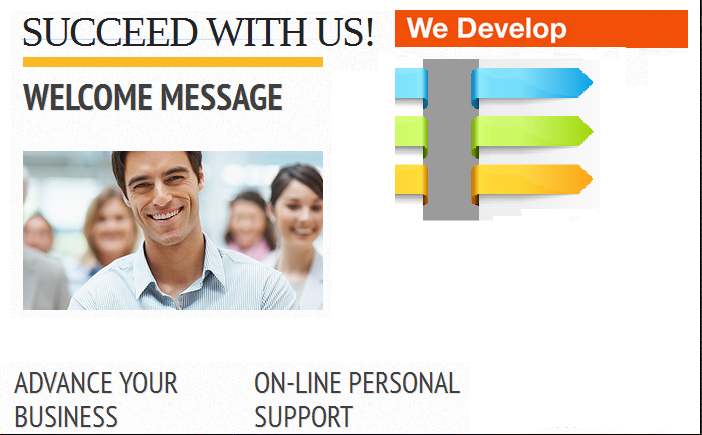 SUCCEED WITH US!
We Develop
WELCOME MESSAGE
ADVANCE YOUR
BUSINESS
ON-LINE PERSONAL
SUPPORT